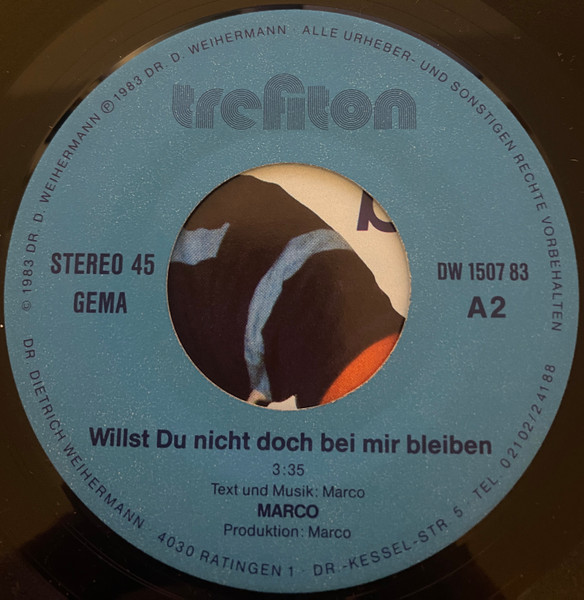 © 1983 DR. D. WEIHERMANN ℗ 1983 DR. D. WEIHERMANN · ALLE URHEBER- UND SONSTIGEN RECHTE VORBEHALTEN
trefiton
STEREO 45
GEMA
DW 1507 83
A2
Willst Du nicht doch bei mir bleiben
3:35
Text und Musik: Marco
MARCO
Produktion: Marco
DR. DIETRICH WEIHERMANN · 4030 RATINGEN 1 · DR.-KESSEL-STR 5 · TEL. 02102/24188